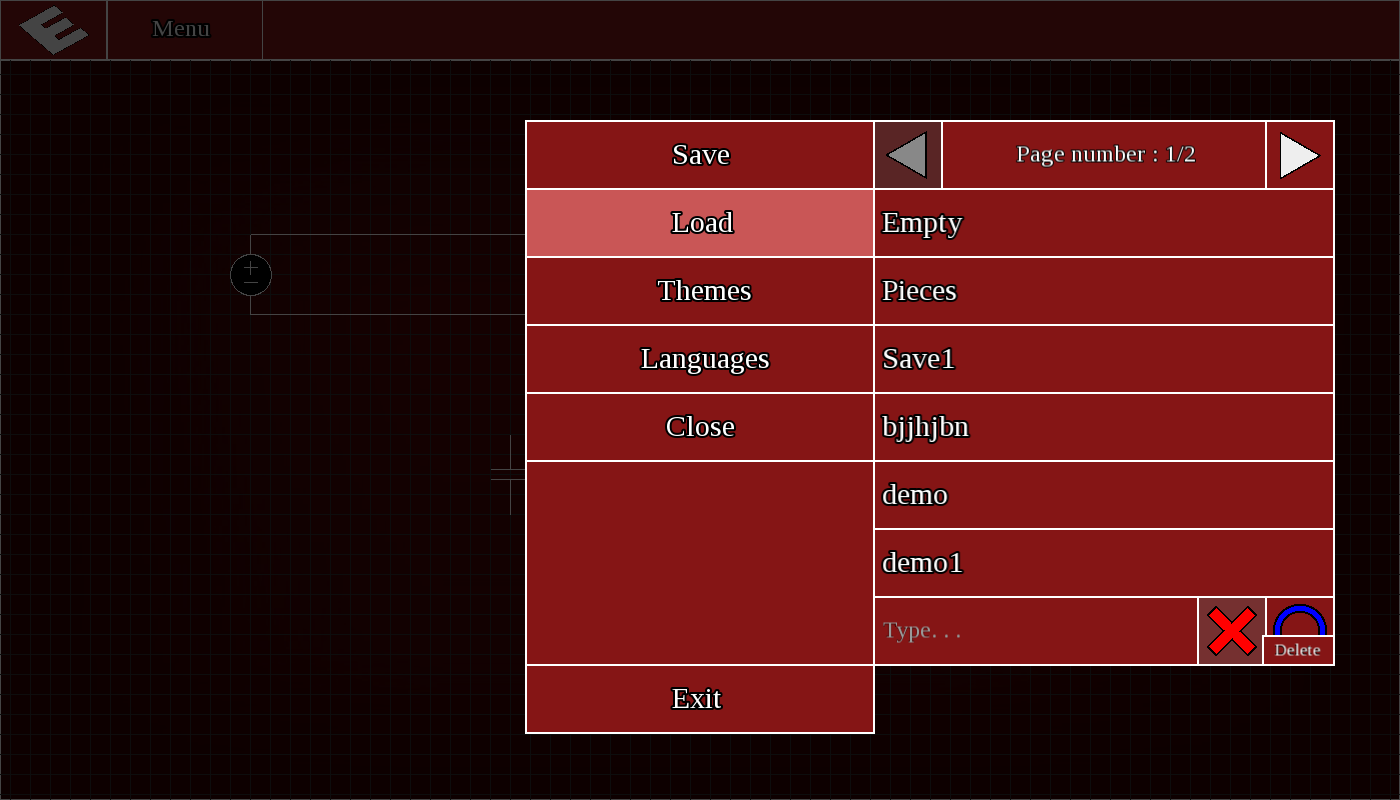 Menu
Save
Load
Themes
Languages
Close
Exit
Page number : 1/2
Empty
Pieces
Save1
bjjhjbn
demo
demo1
Type. . .
Delete